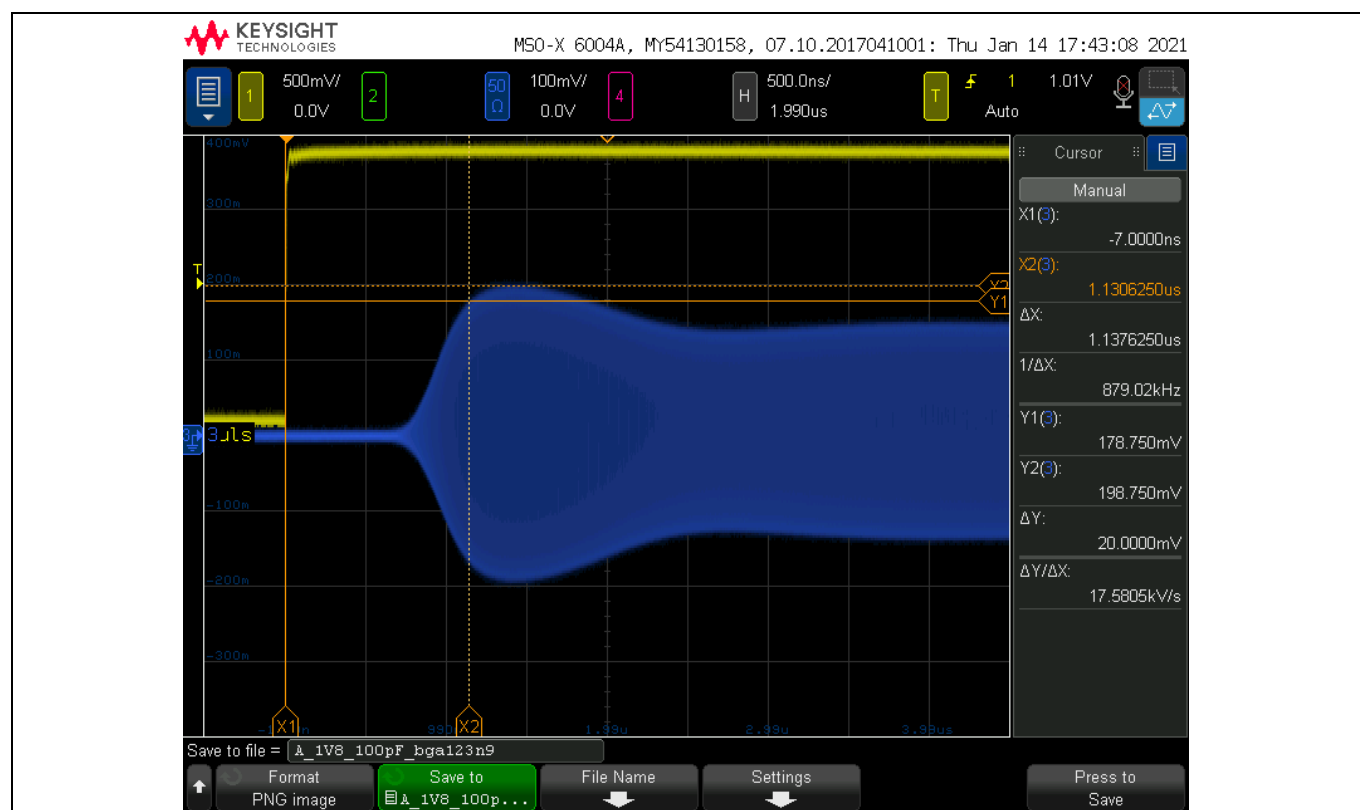 KEYSIGHT
TECHNOLOGIES
MSO-X 6004A, MY54130158, 07.10.2017041001: Thu Jan 14 17:43:08 2021
1 500mV/ 2 50 Ω 100mV/ 4 H 500.0ns/ T 1 1.01V
0.0V 0.0V 1.990us Auto
400mV
300m
200m
100m
-100m
-200m
-300m
T
3
Y2
Y1
X1
X2
990
1.99u
2.99u
3.99us
Cursor
Manual
X1(3):
-7.0000ns
X2(3):
1.1306250us
ΔX:
1.1376250us
1/ΔX:
879.02kHz
Y1(3):
178.750mV
Y2(3):
198.750mV
ΔY:
20.0000mV
ΔY/ΔX:
17.5805kV/s
Save to file = A_1V8_100pF_bga123n9
Format
PNG image
Save to
A_1V8_100p...
File Name
Settings
Press to
Save